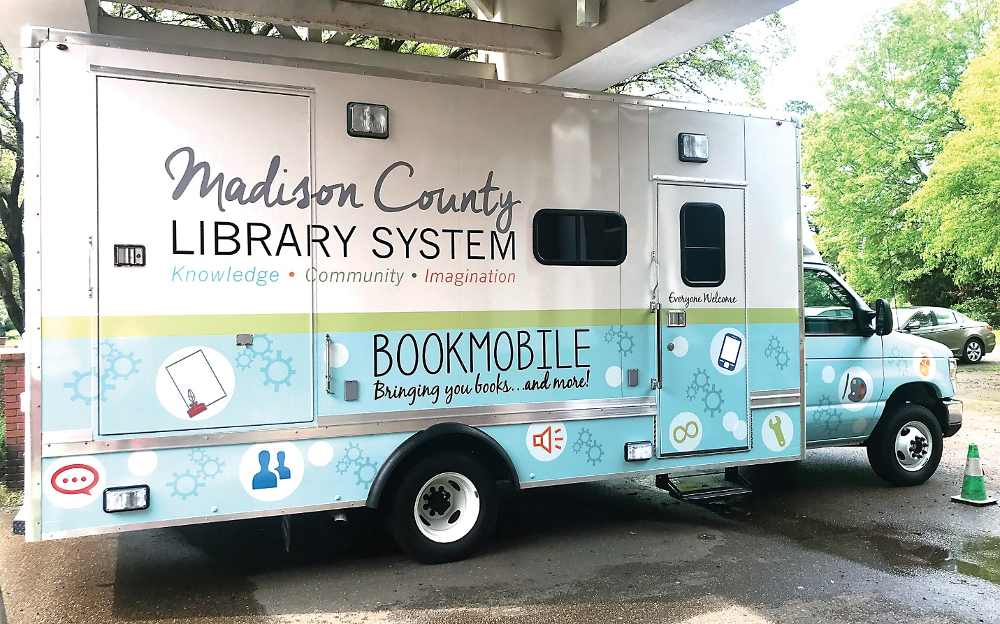 Madison County
LIBRARY SYSTEM
Knowledge • Community • Imagination
Everyone Welcome
BOOKMOBILE
Bringing you books...and more!